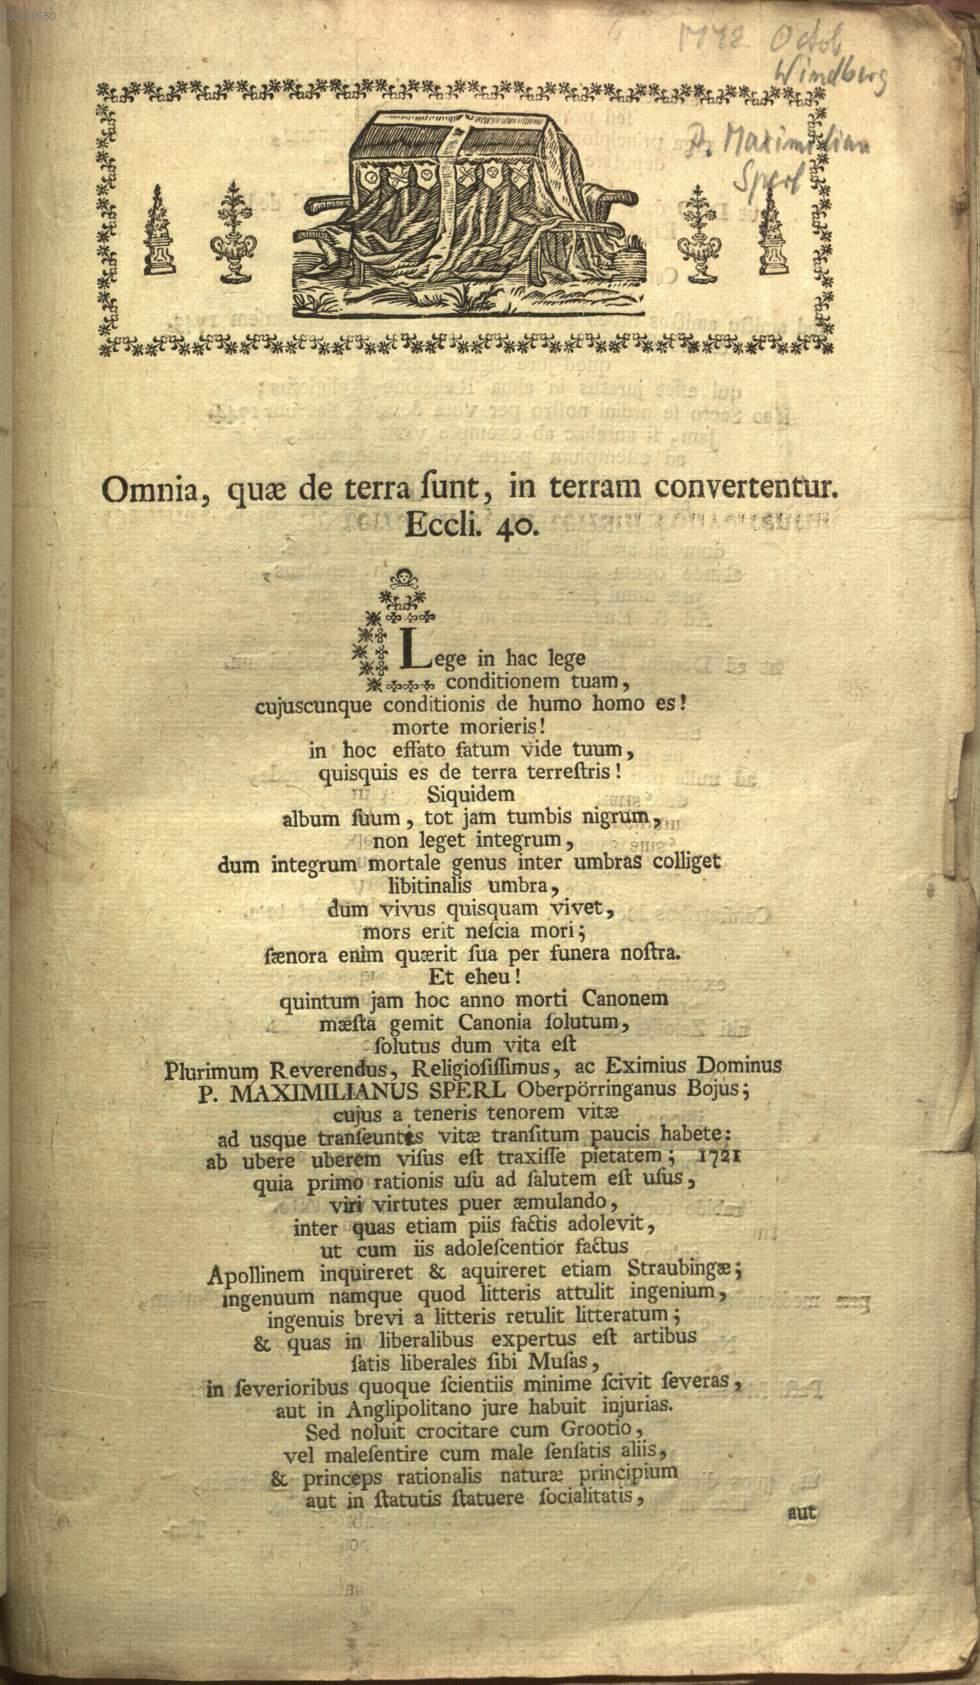 1772 Octob
Windberg
P. Maximilian
Sperl
Omnia, quæ de terra ſunt, in terram convertentur.
Eccli. 40.
Lege in hac lege
conditionem tuam,
cujuscunque conditionis de humo homo es!
morte morieris!
in hoc effato fatum vide tuum,
quisquis es de terra terreſtris!
Siquidem
album ſuum, tot jam tumbis nigrum,
non leget integrum,
dum integrum mortale genus inter umbras colliget
libitinalis umbra,
dum vivus quisquam vivet,
mors erit neſcia mori;
fænora enim quærit ſua per funera noſtra.
Et eheu!
quintum jam hoc anno morti Canonem
mæſta gemit Canonia ſolutum,
ſolutus dum vita eſt
Plurimum Reverendus, Religioſiſſimus, ac Eximius Dominus
P. MAXIMILIANUS SPERL Oberpörringanus Bojus;
cujus a teneris tenorem vitæ
ad usque tranſeuntis vitæ tranſitum paucis habete:
ab ubere uberem viſus eſt traxiſſe pietatem; 1721
quia primo rationis uſu ad ſalutem eſt uſus,
viri virtutes puer æmulando,
inter quas etiam piis factis adolevit,
ut cum iis adoleſcentior factus
Apollinem inquireret & aquireret etiam Straubingæ;
ingenuum namque quod litteris attulit ingenium,
ingenuis brevi a litteris retulit litteratum;
& quas in liberalibus expertus eſt artibus
ſatis liberales ſibi Muſas,
in ſeverioribus quoque ſcientiis minime ſcivit ſeveras,
aut in Anglipolitano jure habuit injurias.
Sed noluit crocitare cum Grootio,
vel maleſentire cum male ſenſatis aliis,
& princeps rationalis naturæ principium
aut in ſtatutis ſtatuere ſocialitatis,
aut